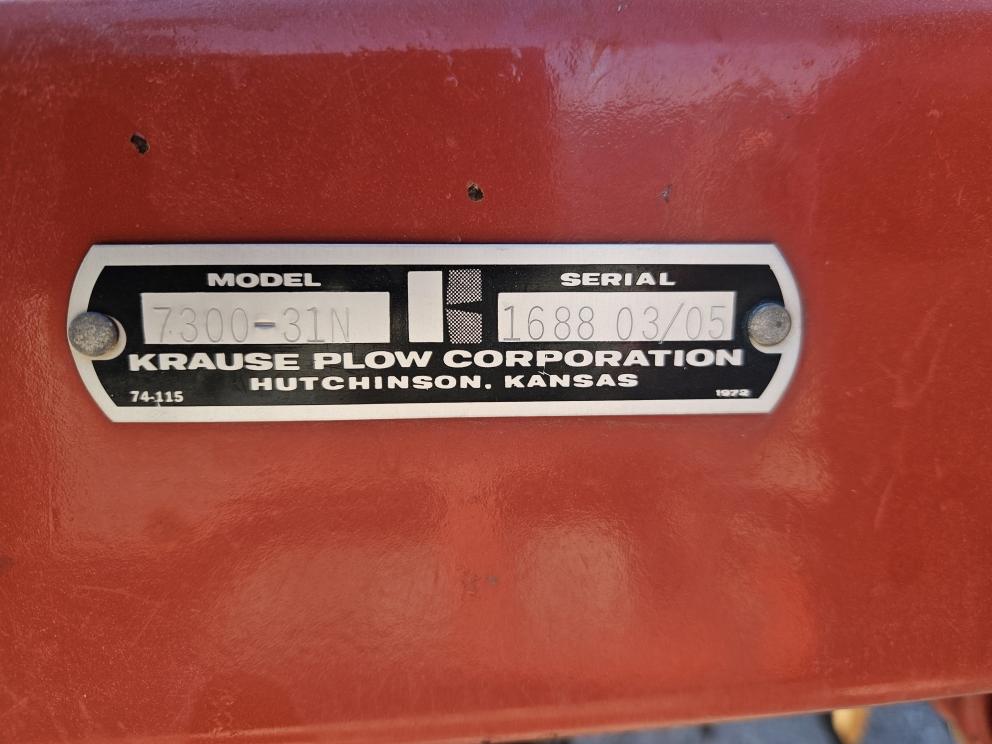 MODEL SERIAL
7300-31N 1688 03/05
KRAUSE PLOW CORPORATION
HUTCHINSON, KANSAS
74-115 1972